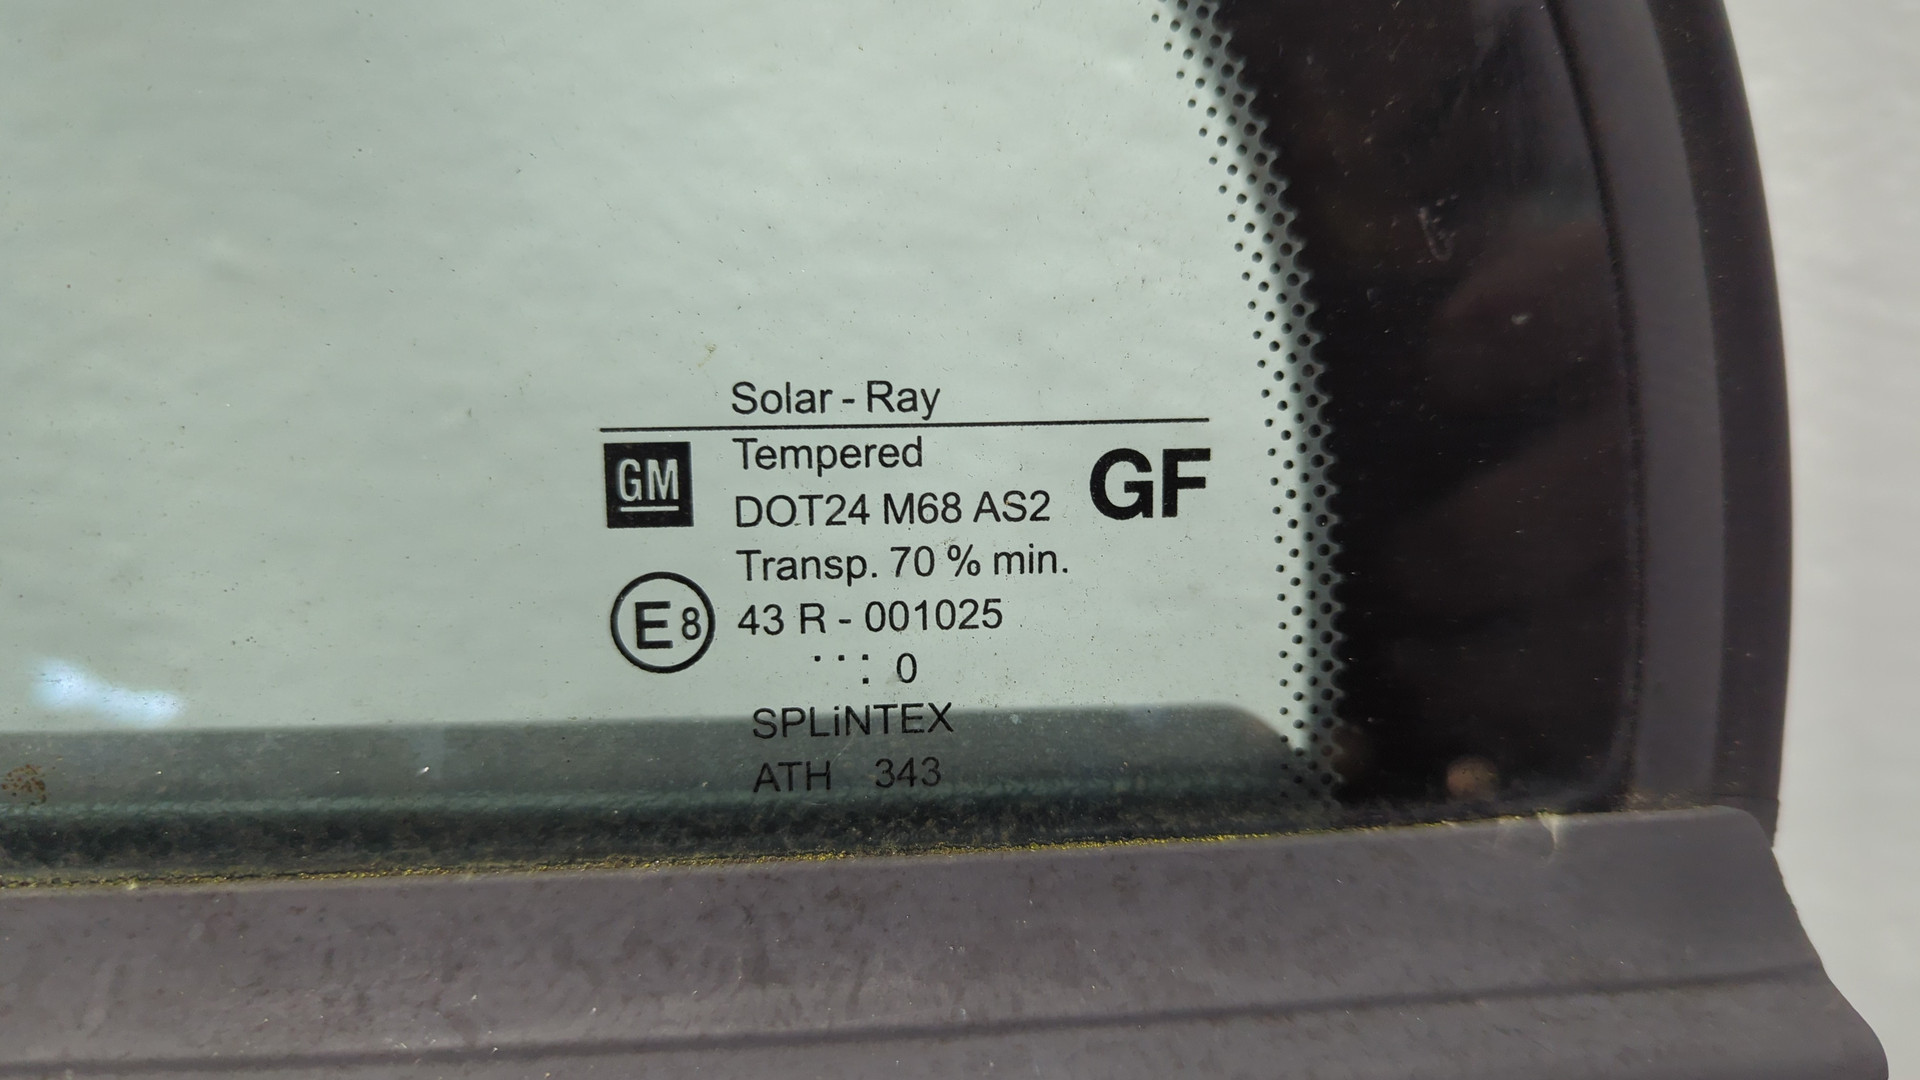 Solar - Ray
GM
Tempered
GF
DOT24 M68 AS2
Transp. 70 % min.
E8
43 R - 001025
. . : 0
SPLiNTEX
ATH 343